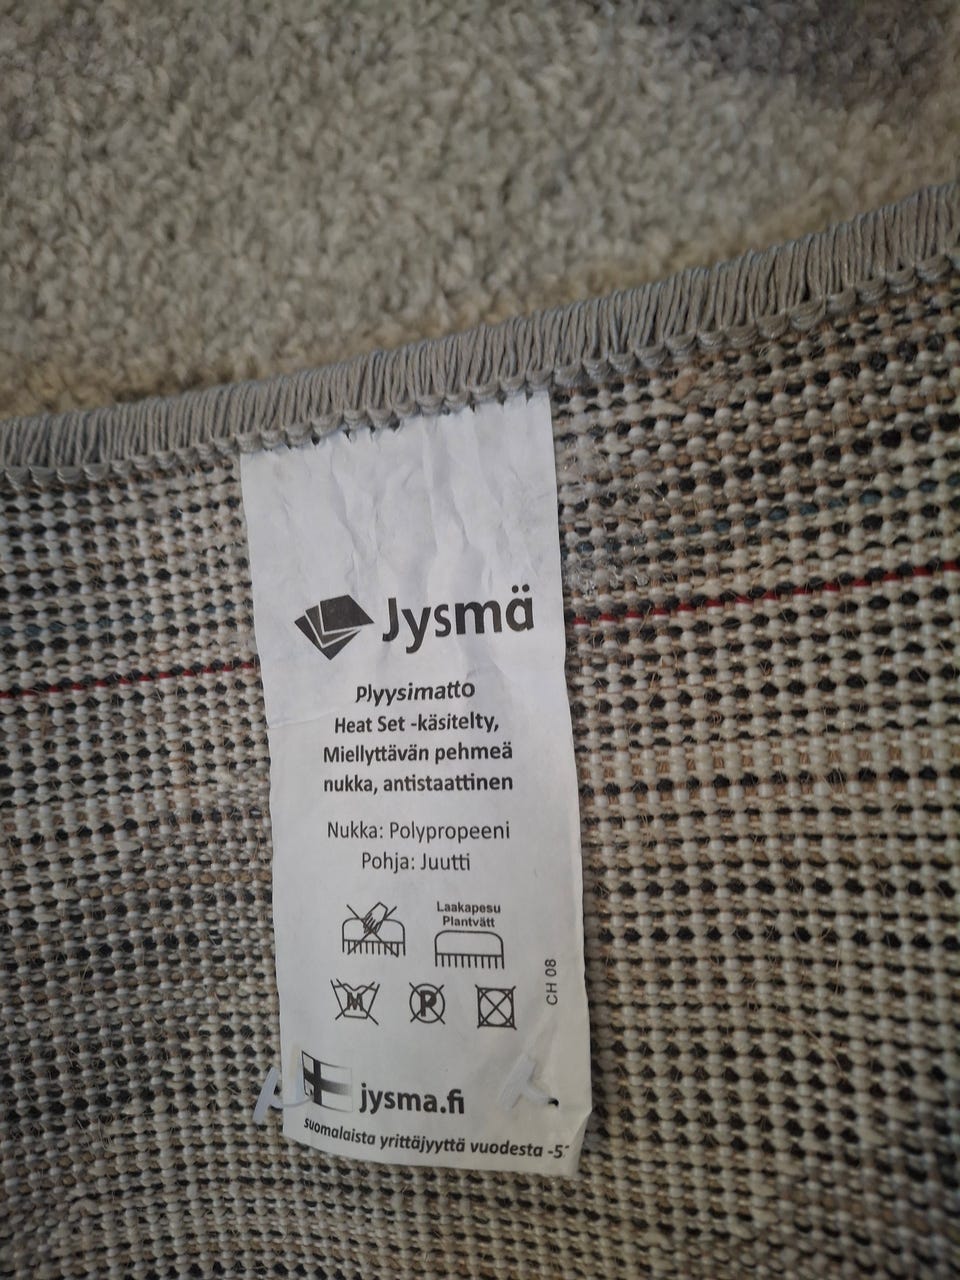 Jysmä
Plyysimatto
Heat Set -käsitelty,
Miellyttävän pehmeä
nukka, antistaattinen
Nukka: Polypropeeni
Pohja: Juutti
Laakapesu
Plantvätt
M P
CH 08
jysma.fi
suomalaista yrittäjyyttä vuodesta